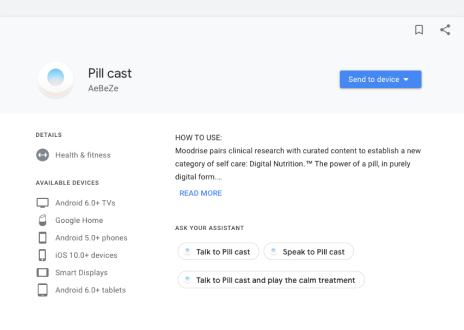 Pill cast
AeBeZe
Send to device
DETAILS
Health & fitness
AVAILABLE DEVICES
Android 6.0+ TVs
Google Home
Android 5.0+ phones
iOS 10.0+ devices
Smart Displays
Android 6.0+ tablets
HOW TO USE:
Moodrise pairs clinical research with curated content to establish a new
category of self care: Digital Nutrition.™ The power of a pill, in purely
digital form....
READ MORE
ASK YOUR ASSISTANT
Talk to Pill cast
Speak to Pill cast
Talk to Pill cast and play the calm treatment